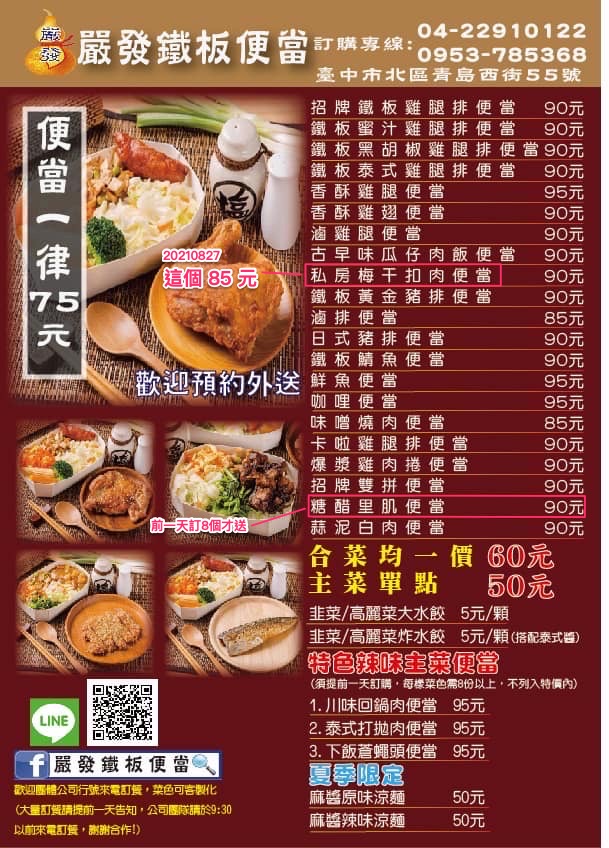 嚴發
嚴發鐵板便當
訂購專線:
04-22910122
0953-785368
臺中市北區青島西街55號
便當一律75元
20210827
這個 85 元
歡迎預約外送
招牌鐵板雞腿排便當 90元
鐵板蜜汁雞腿排便當 90元
鐵板黑胡椒雞腿排便當 90元
鐵板泰式雞腿排便當 90元
香酥雞腿便當 95元
香酥雞翅便當 90元
滷雞腿便當 90元
古早味瓜仔肉飯便當 90元
私房梅干扣肉便當 90元
鐵板黃金豬排便當 90元
滷排便當 85元
日式豬排便當 90元
鐵板鯖魚便當 90元
鮮魚便當 95元
咖哩便當 95元
味噌燒肉便當 85元
卡啦雞腿排便當 90元
爆漿雞肉捲便當 90元
招牌雙拼便當 90元
糖醋里肌便當 90元
前一天訂8個才送
蒜泥白肉便當 90元
合菜均一價 60元
主菜單點 50元
韭菜/高麗菜大水餃 5元/顆
韭菜/高麗菜炸水餃 5元/顆(搭配泰式醬)
特色辣味主菜便當
(須提前一天訂購，每樣菜色需8份以上，不列入特價內)
1. 川味回鍋肉便當 95元
2. 泰式打拋肉便當 95元
3. 下飯蒼蠅頭便當 95元
夏季限定
麻醬原味涼麵 50元
麻醬辣味涼麵 50元
LINE
f 嚴發鐵板便當
歡迎團體公司行號來電訂餐，菜色可客製化
(大量訂餐請提前一天告知，公司團隊請於9:30
以前來電訂餐，謝謝合作!)